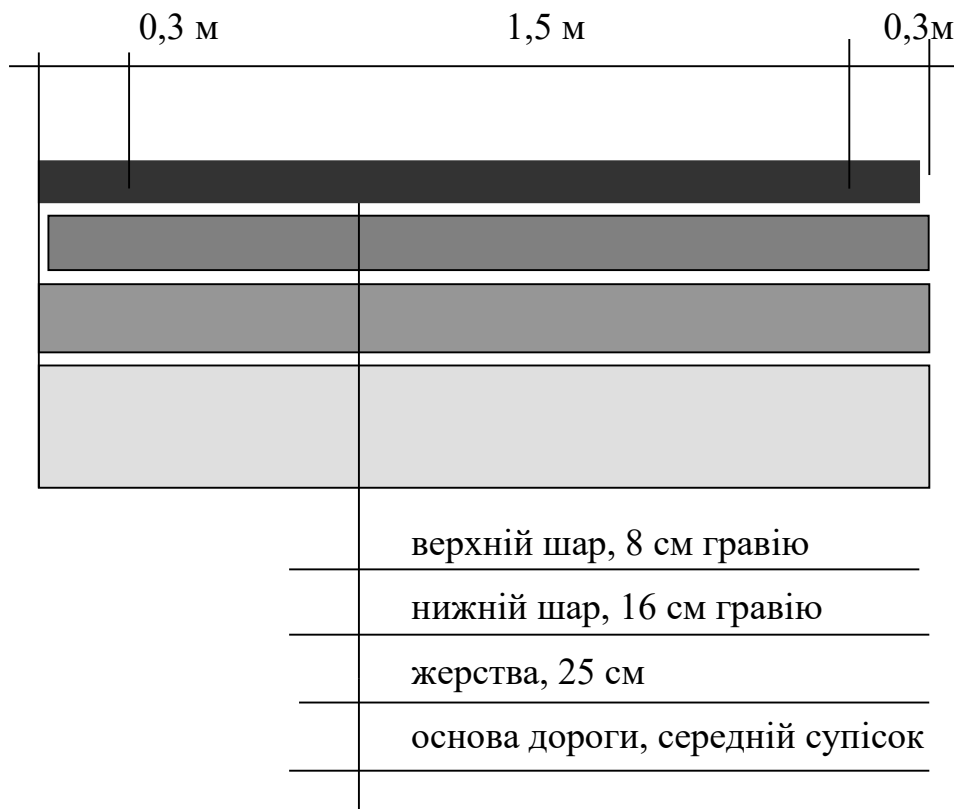 0,3 м 1,5 м 0,3м
верхній шар, 8 см гравію
нижній шар, 16 см гравію
жерства, 25 см
основа дороги, середній супісок